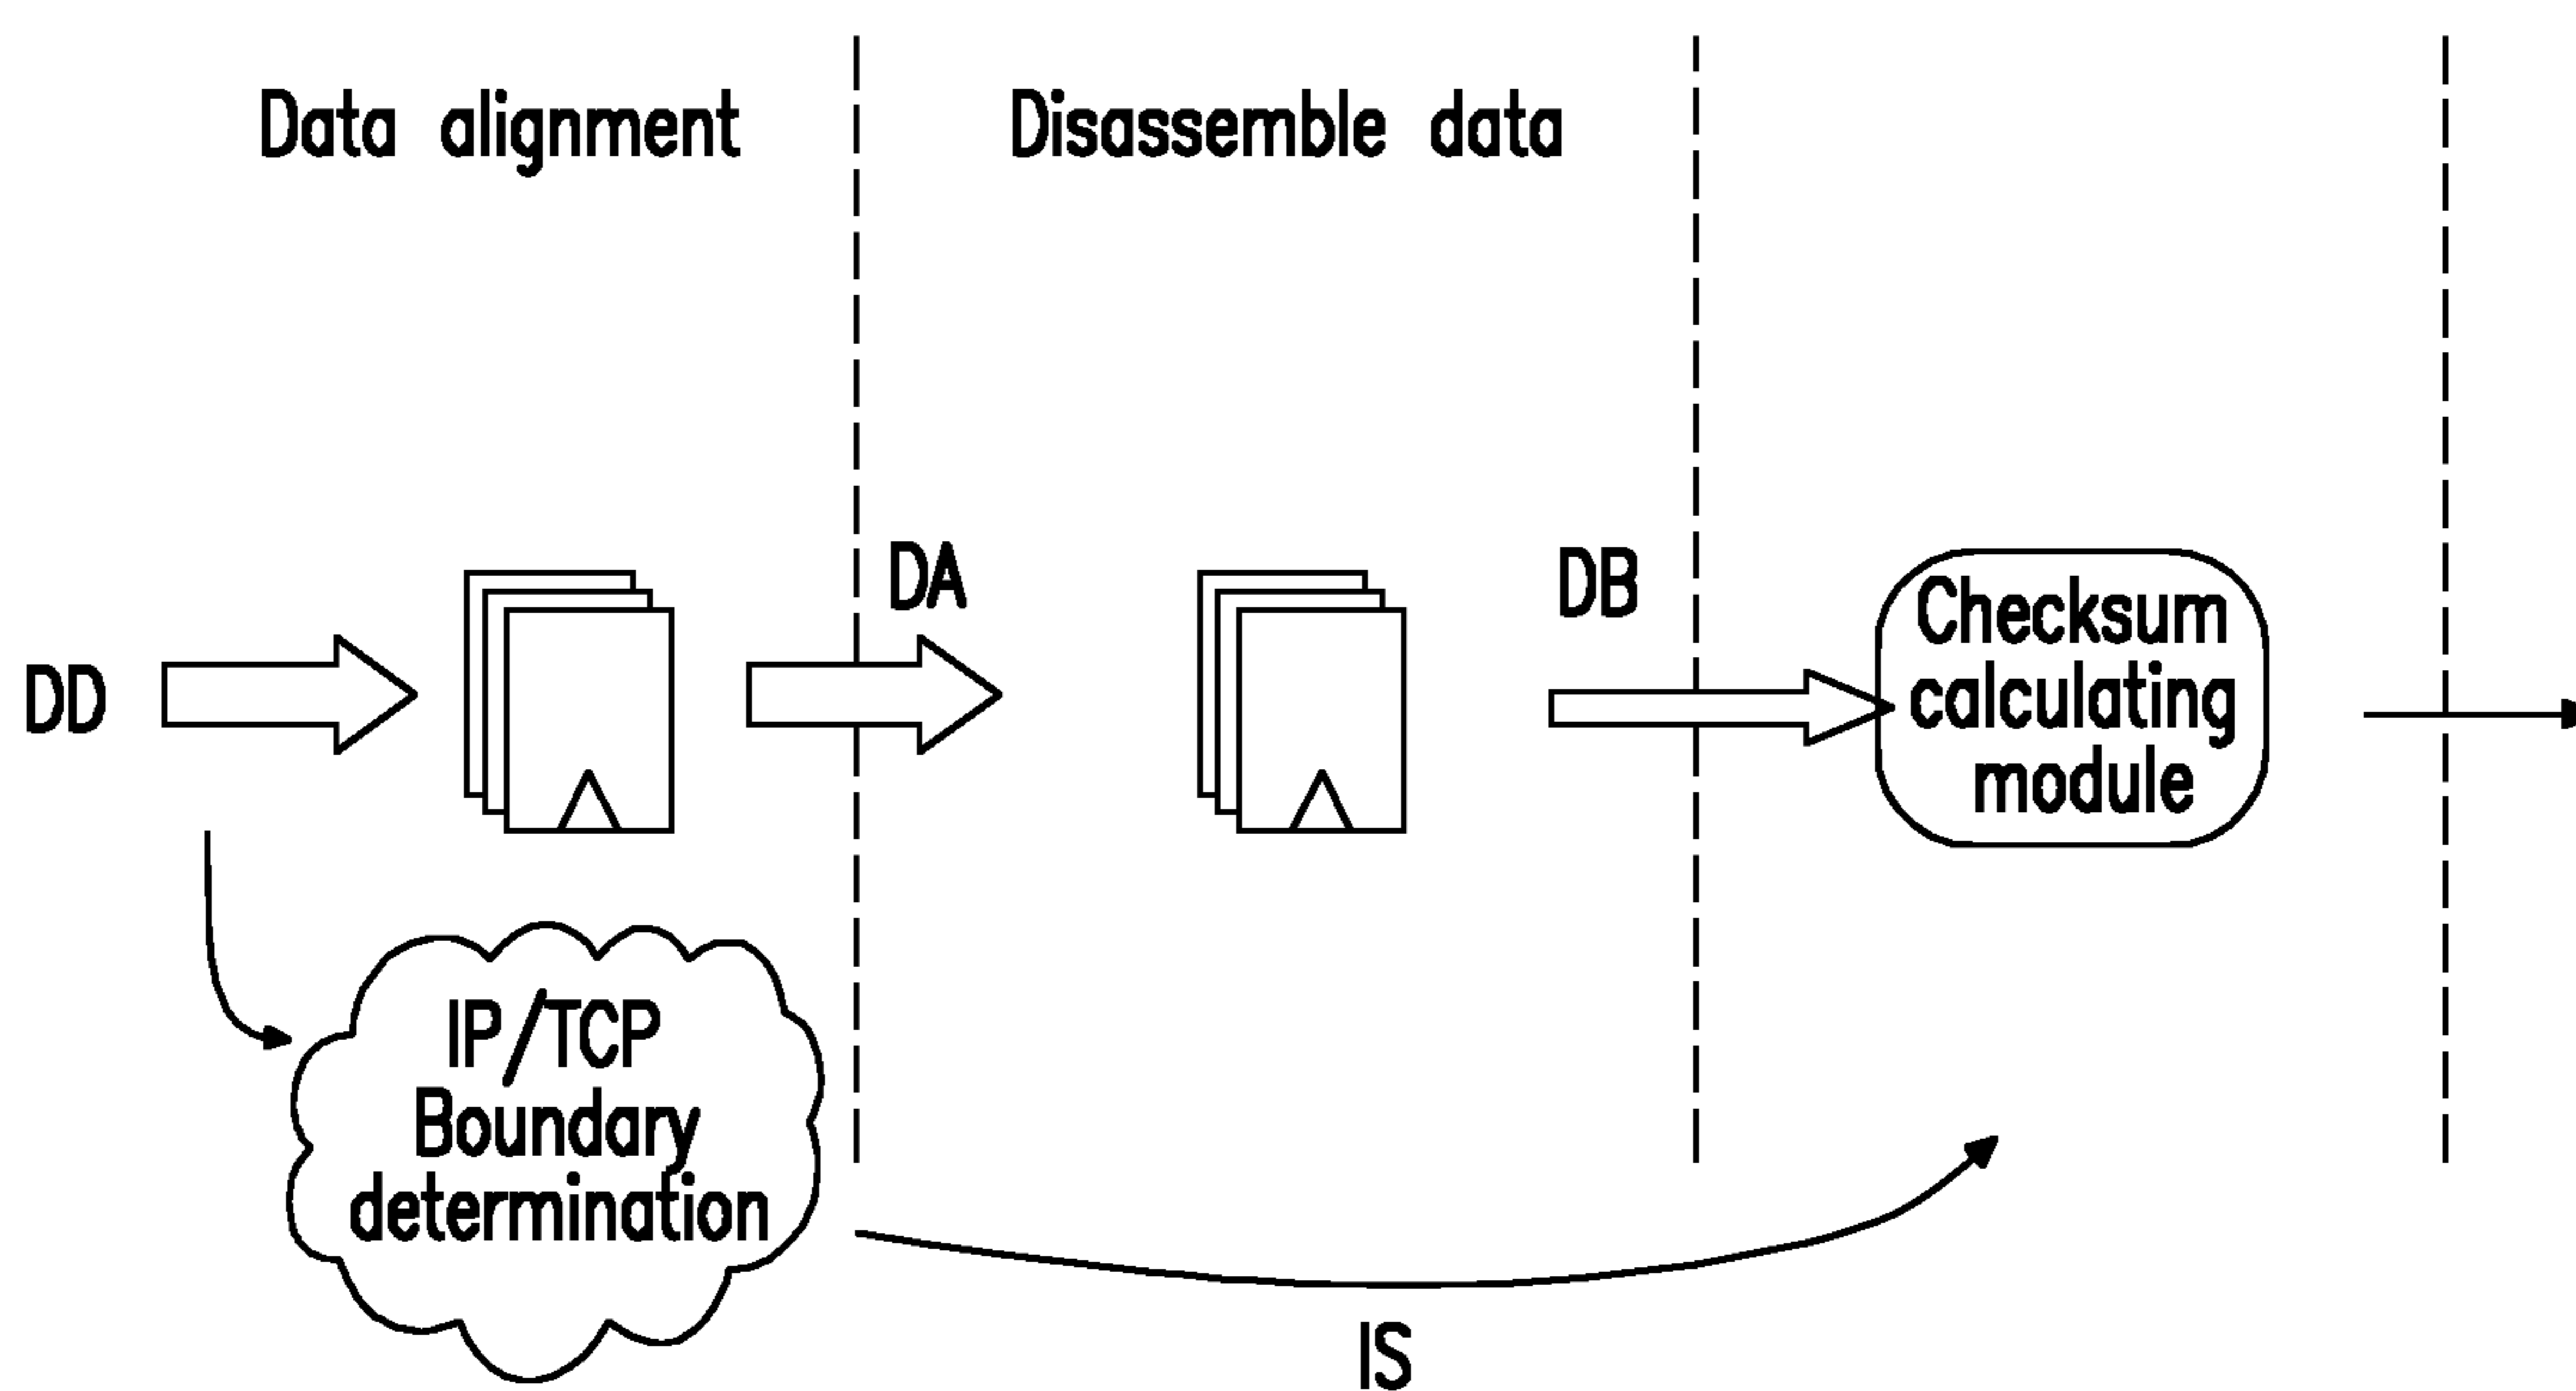 Data alignment
Disassemble data
DD
DA
DB
Checksum
calculating
module
IP/TCP
Boundary
determination
IS